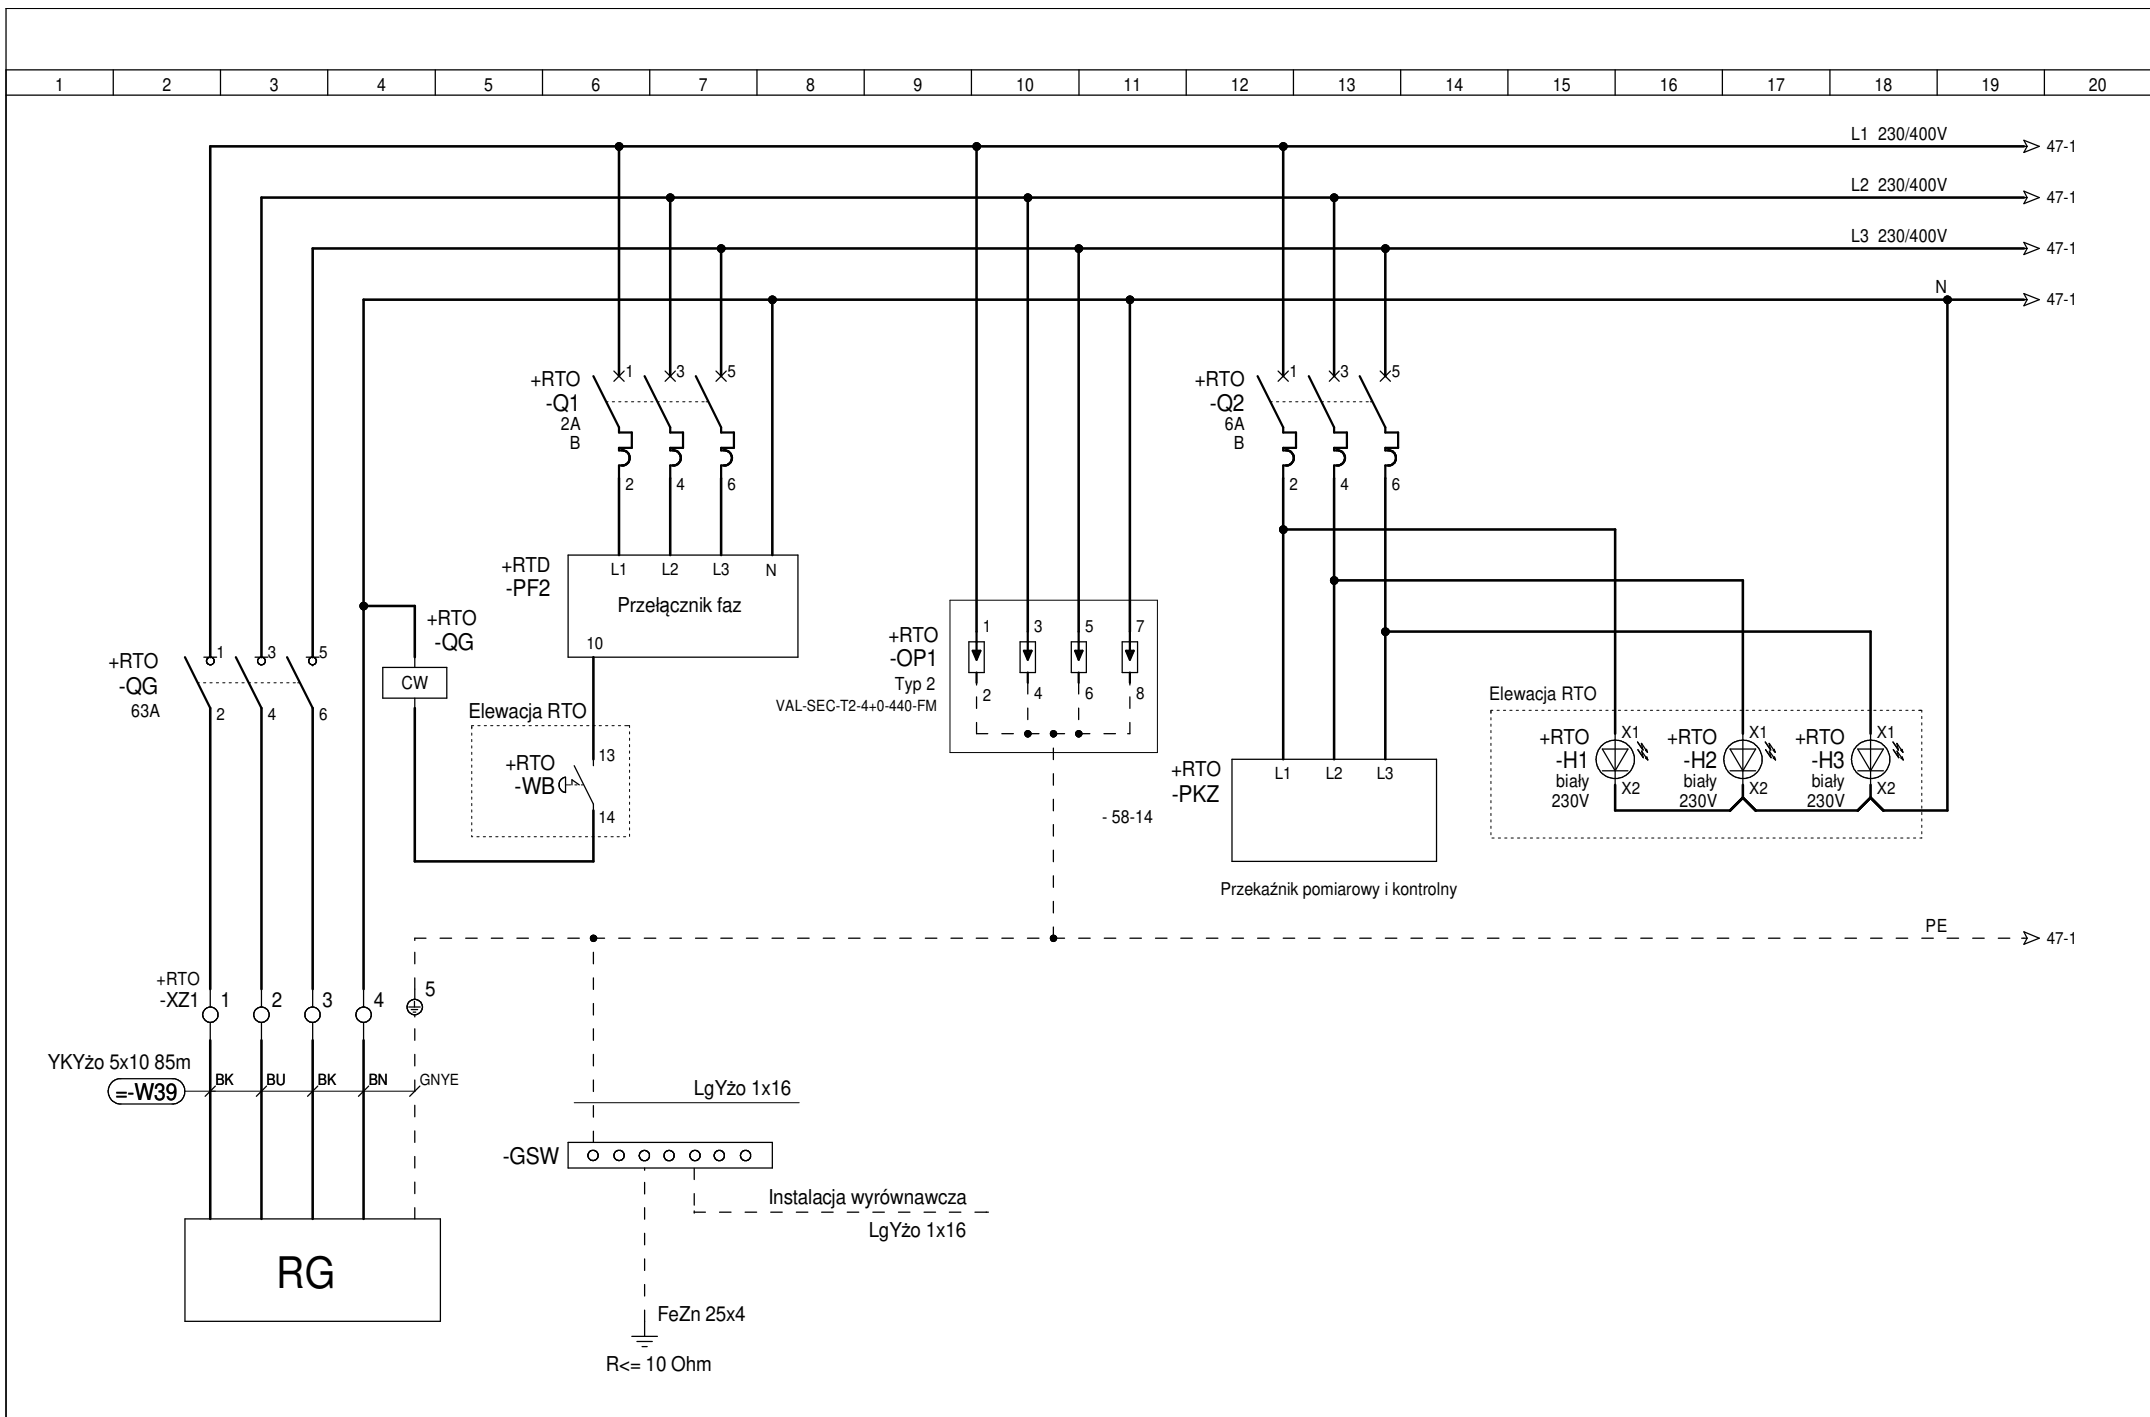 1 2 3 4 5 6 7 8 9 10 11 12 13 14 15 16 17 18 19 20
L1 230/400V
47-1
L2 230/400V
47-1
L3 230/400V
47-1
N
47-1
+RTO
-Q1
2A
B
1 3 5
2 4 6
+RTO
-Q2
6A
B
1 3 5
2 4 6
+RTD
-PF2
L1 L2 L3 N
Przełącznik faz
10
+RTO
-QG
CW
+RTO
-QG
63A
1 3 5
2 4 6
Elewacja RTO
+RTO
-WB
13
14
+RTO
-OP1
Typ 2
VAL-SEC-T2-4+0-440-FM
1 3 5 7
2 4 6 8
- 58-14
+RTO
-PKZ
L1 L2 L3
Przekaźnik pomiarowy i kontrolny
Elewacja RTO
+RTO
-H1
biały
230V
X1
X2
+RTO
-H2
biały
230V
X1
X2
+RTO
-H3
biały
230V
X1
X2
PE
47-1
+RTO
-XZ1
1 2 3 4 5
YKYżo 5x10 85m
=-W39
BK BU BK BN GNYE
LgYżo 1x16
-GSW
Instalacja wyrównawcza
LgYżo 1x16
RG
FeZn 25x4
R<= 10 Ohm